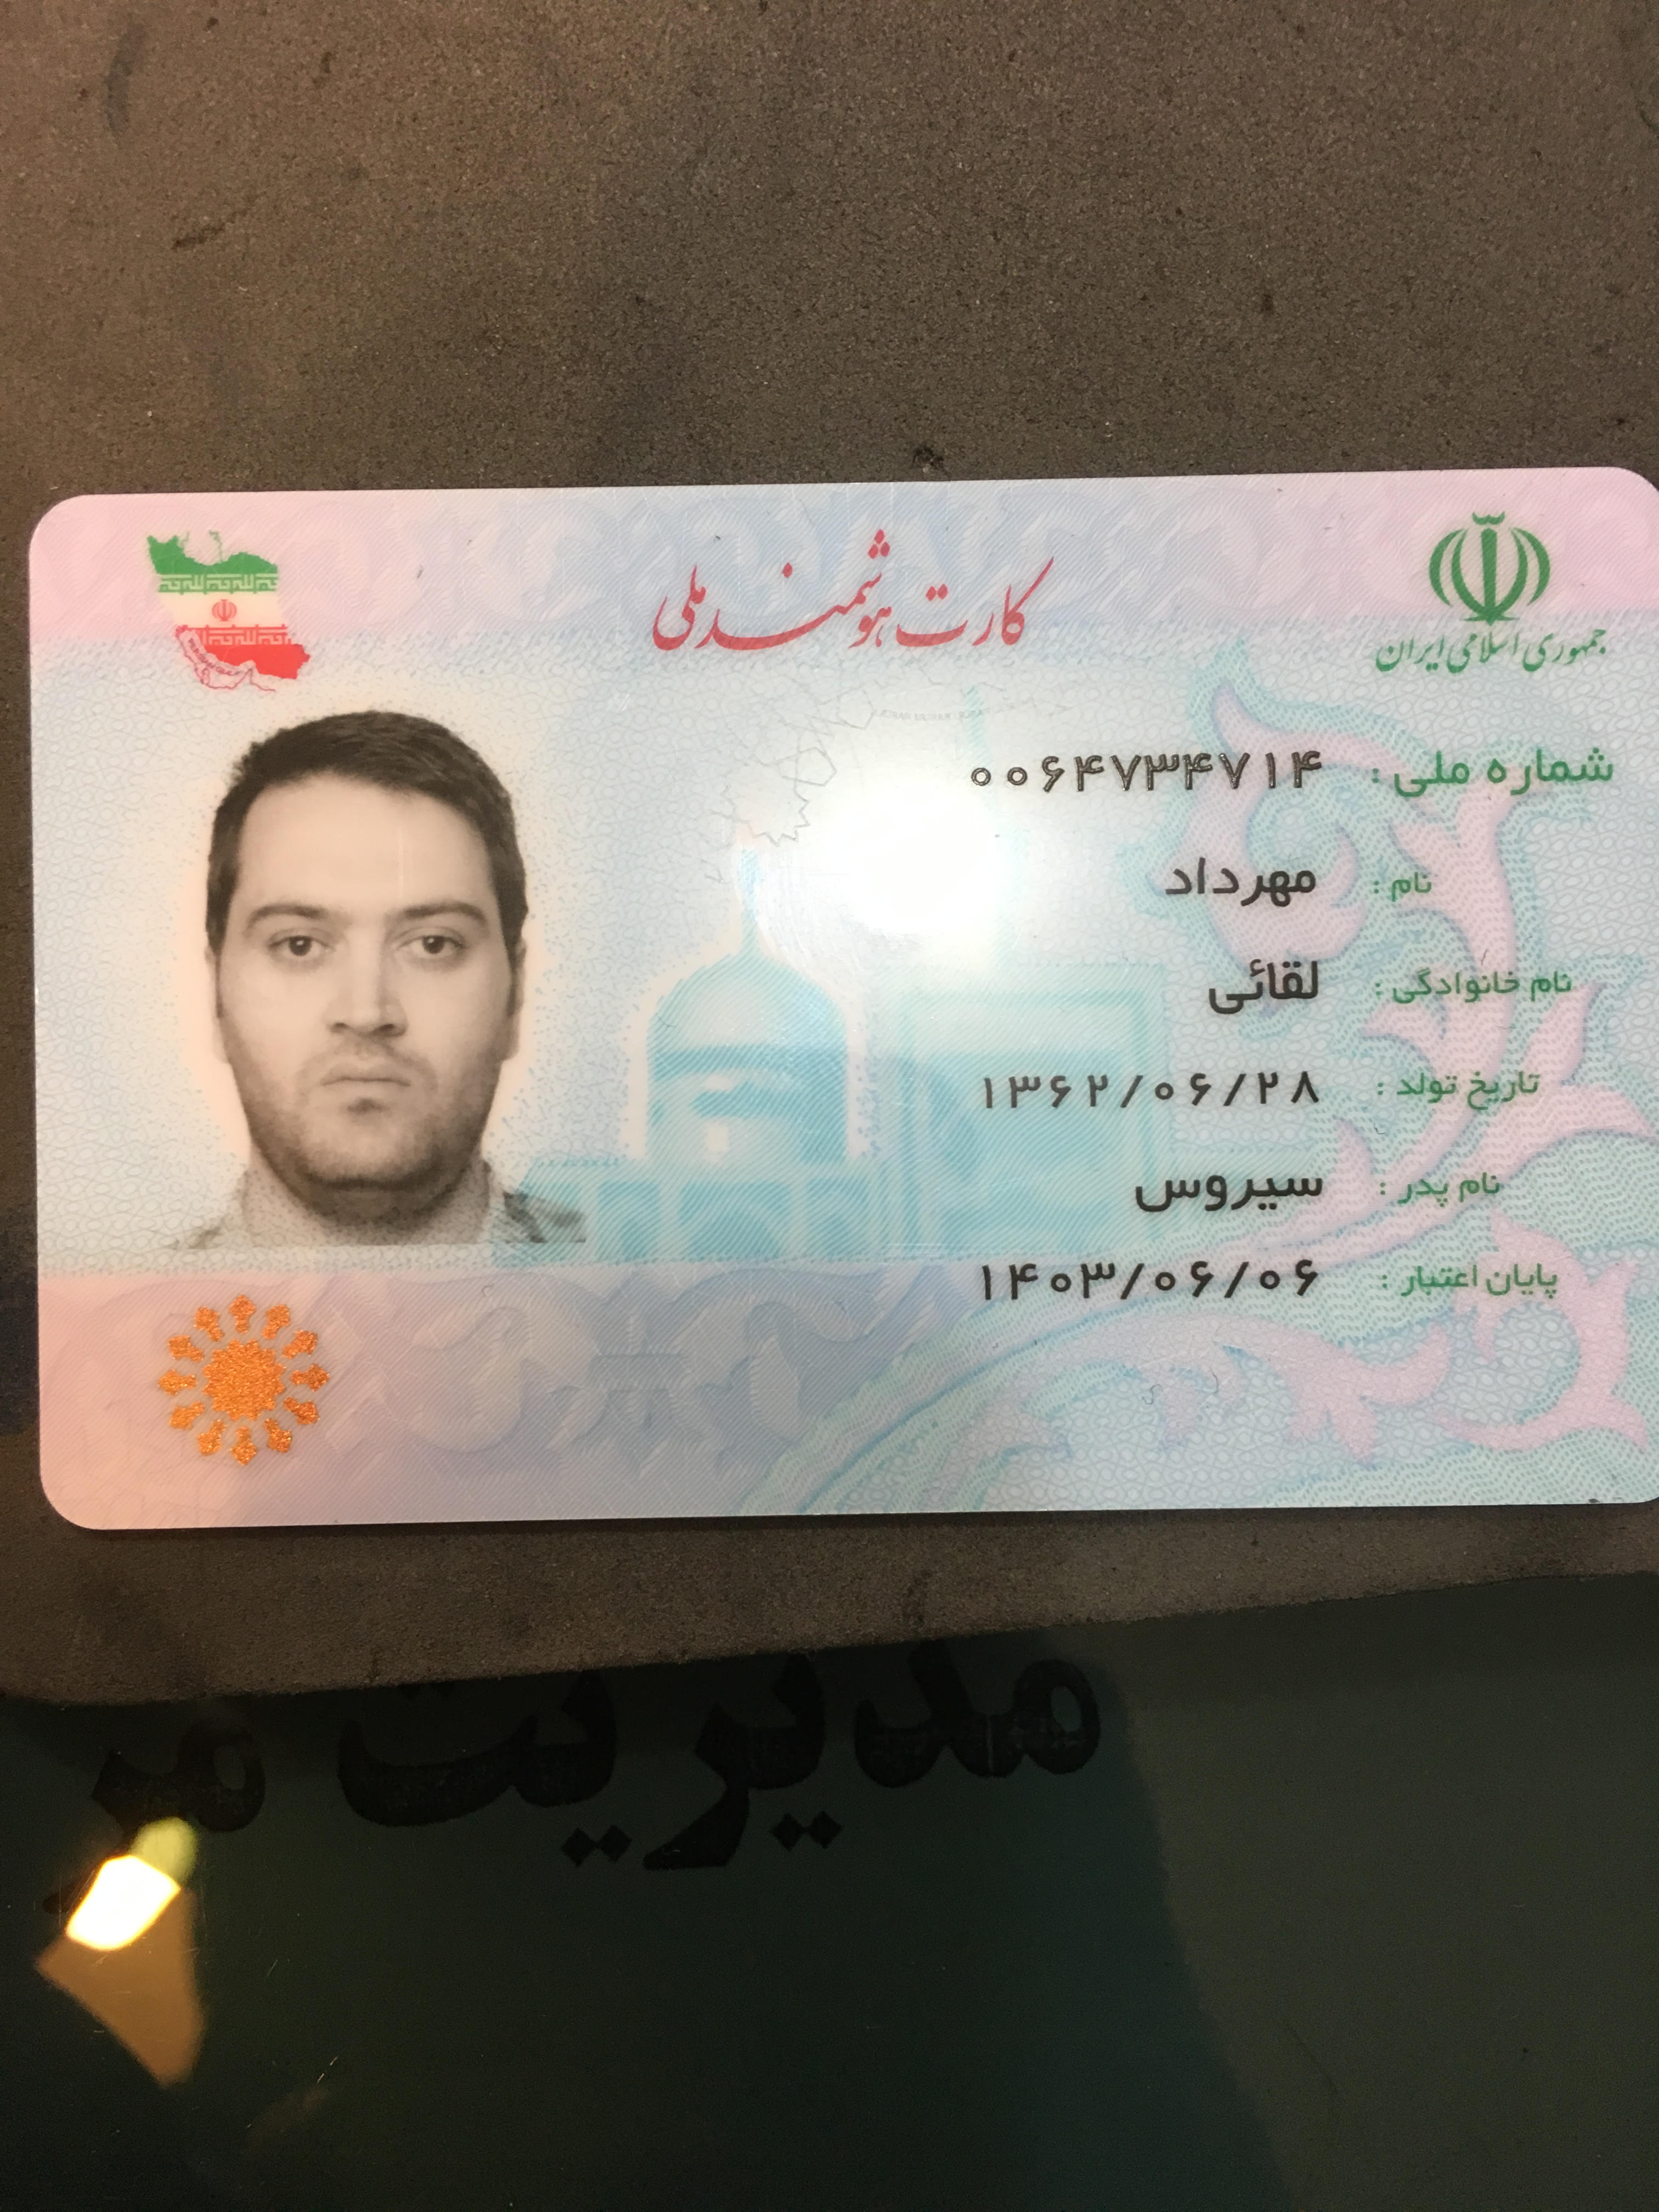 کارت هوشمند ملی
جمهوری اسلامی ایران
شماره ملی : ۰۰۶۴۷۳۴۷۱۴
نام : مهرداد
نام خانوادگی : لقائی
تاریخ تولد : ۱۳۶۲/۰۶/۲۸
نام پدر : سیروس
پایان اعتبار : ۱۴۰۳/۰۶/۰۶
مدیریت